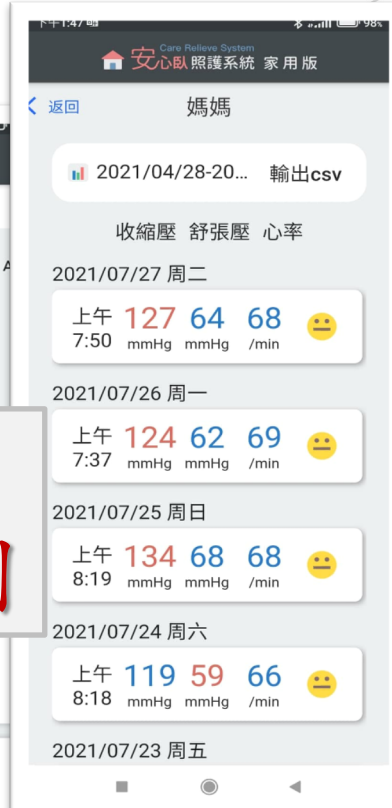 下午1:47
98%
Care Relieve System
安心臥照護系統 家用版
返回
媽媽
2021/04/28-20... 輸出csv
收縮壓 舒張壓 心率
2021/07/27 周二
上午 127 64 68
7:50 mmHg mmHg /min
2021/07/26 周一
上午 124 62 69
7:37 mmHg mmHg /min
2021/07/25 周日
上午 134 68 68
8:19 mmHg mmHg /min
2021/07/24 周六
上午 119 59 66
8:18 mmHg mmHg /min
2021/07/23 周五